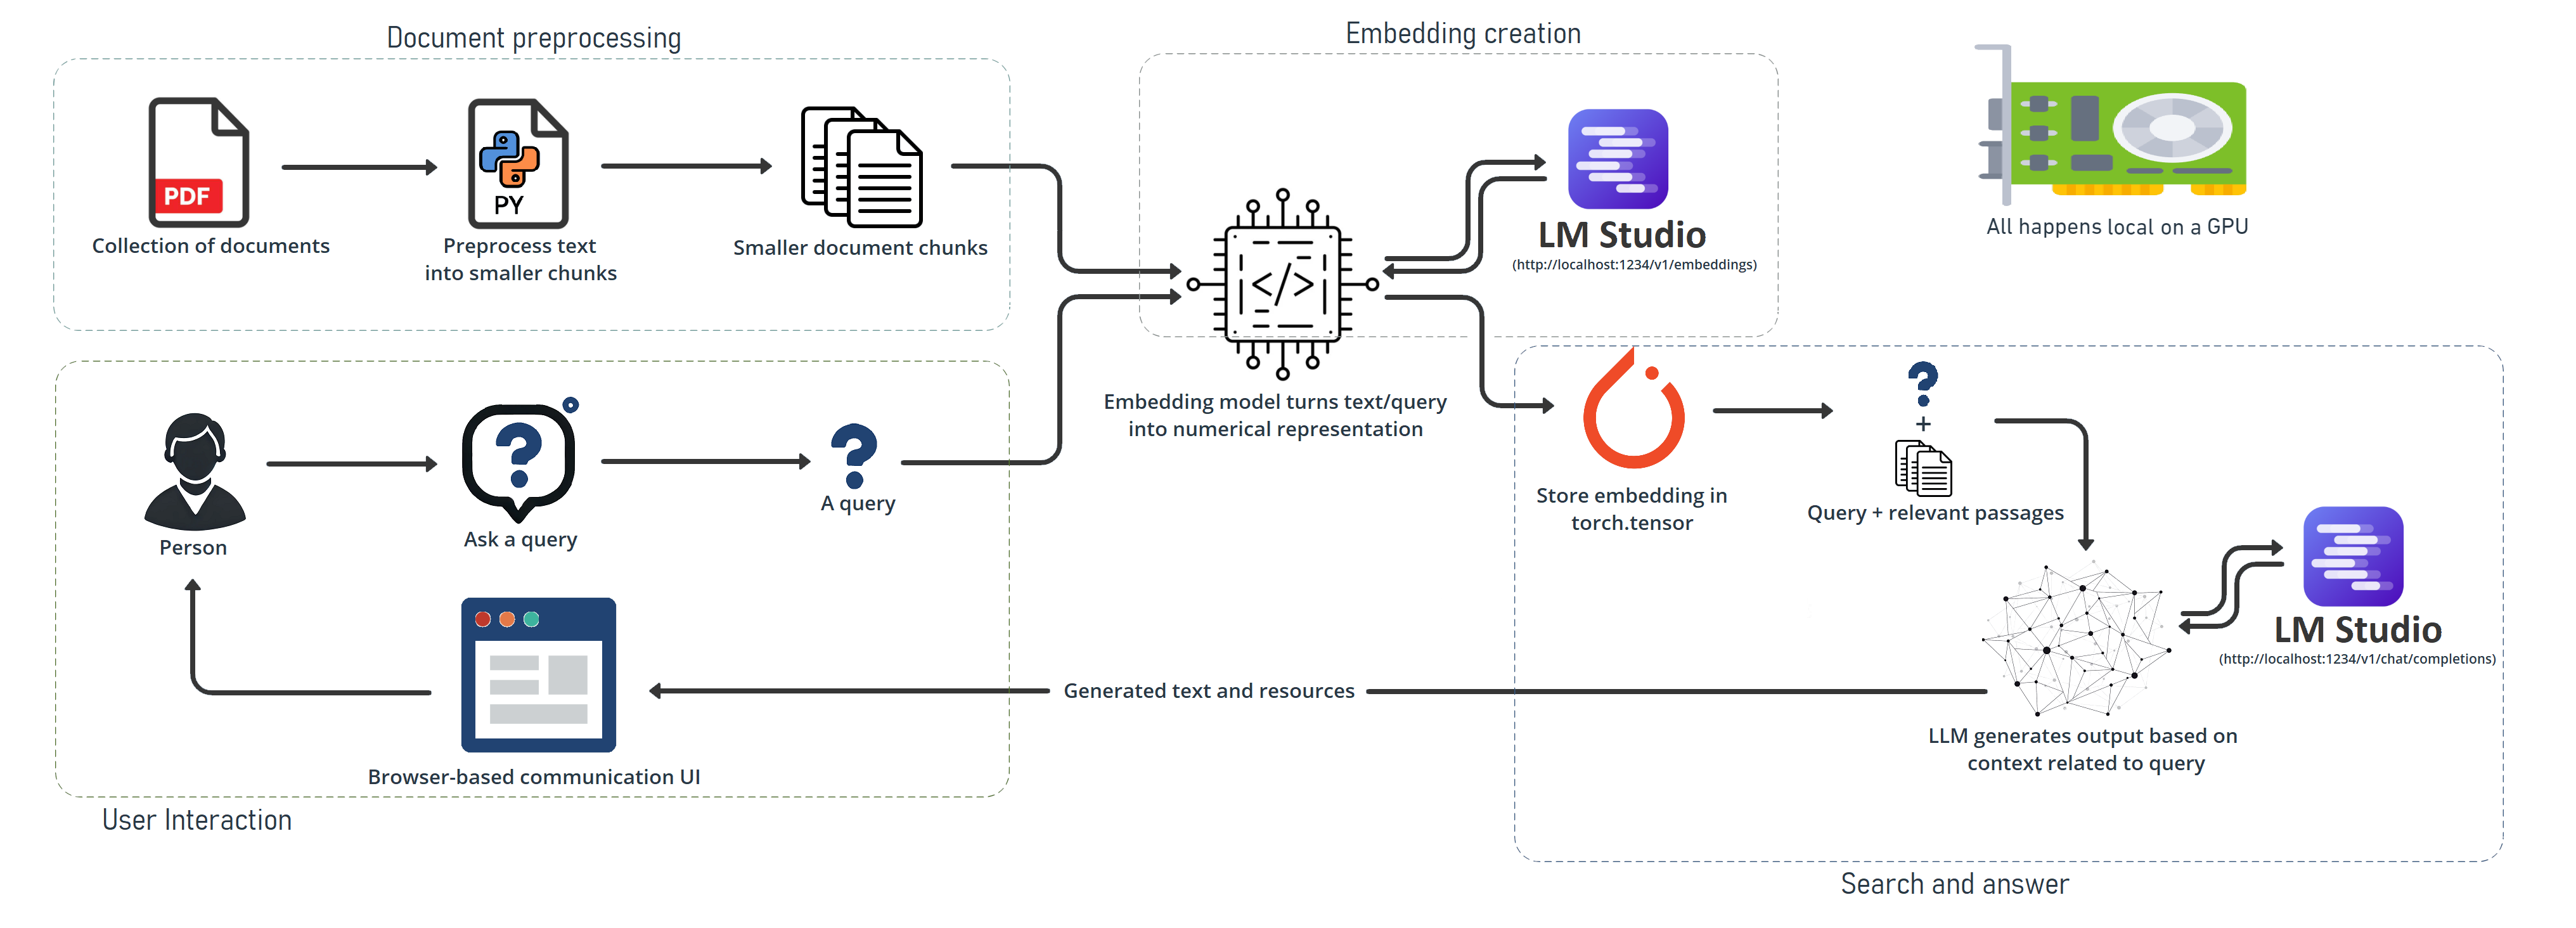 Document preprocessing
PDF
Collection of documents
PY
Preprocess text
into smaller chunks
Smaller document chunks
Embedding creation
</>
Embedding model turns text/query
into numerical representation
LM Studio
(http://localhost:1234/v1/embeddings)
All happens local on a GPU
Person
?
Ask a query
?
A query
Browser-based communication UI
User Interaction
Generated text and resources
Store embedding in
torch.tensor
?
+
Query + relevant passages
LM Studio
(http://localhost:1234/v1/chat/completions)
LLM generates output based on
context related to query
Search and answer